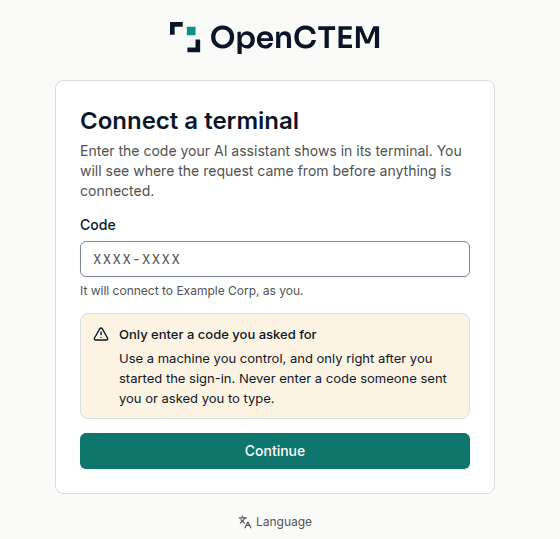 OpenCTEM
Connect a terminal
Enter the code your AI assistant shows in its terminal. You
will see where the request came from before anything is
connected.
Code
XXXX-XXXX
It will connect to Example Corp, as you.
Only enter a code you asked for
Use a machine you control, and only right after you
started the sign-in. Never enter a code someone sent
you or asked you to type.
Continue
Language